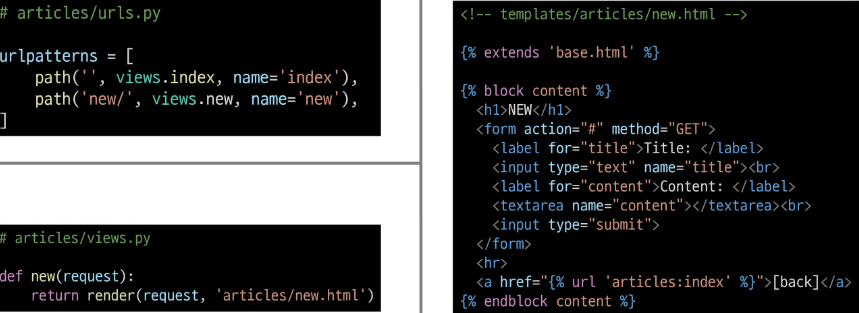 # articles/urls.py
urlpatterns = [
    path('', views.index, name='index'),
    path('new/', views.new, name='new'),
]
# articles/views.py
def new(request):
    return render(request, 'articles/new.html')
<!-- templates/articles/new.html -->
{% extends 'base.html' %}
{% block content %}
  <h1>NEW</h1>
  <form action="#" method="GET">
    <label for="title">Title: </label>
    <input type="text" name="title"><br>
    <label for="content">Content: </label>
    <textarea name="content"></textarea><br>
    <input type="submit">
  </form>
  <hr>
  <a href="{% url 'articles:index' %}">[back]</a>
{% endblock content %}